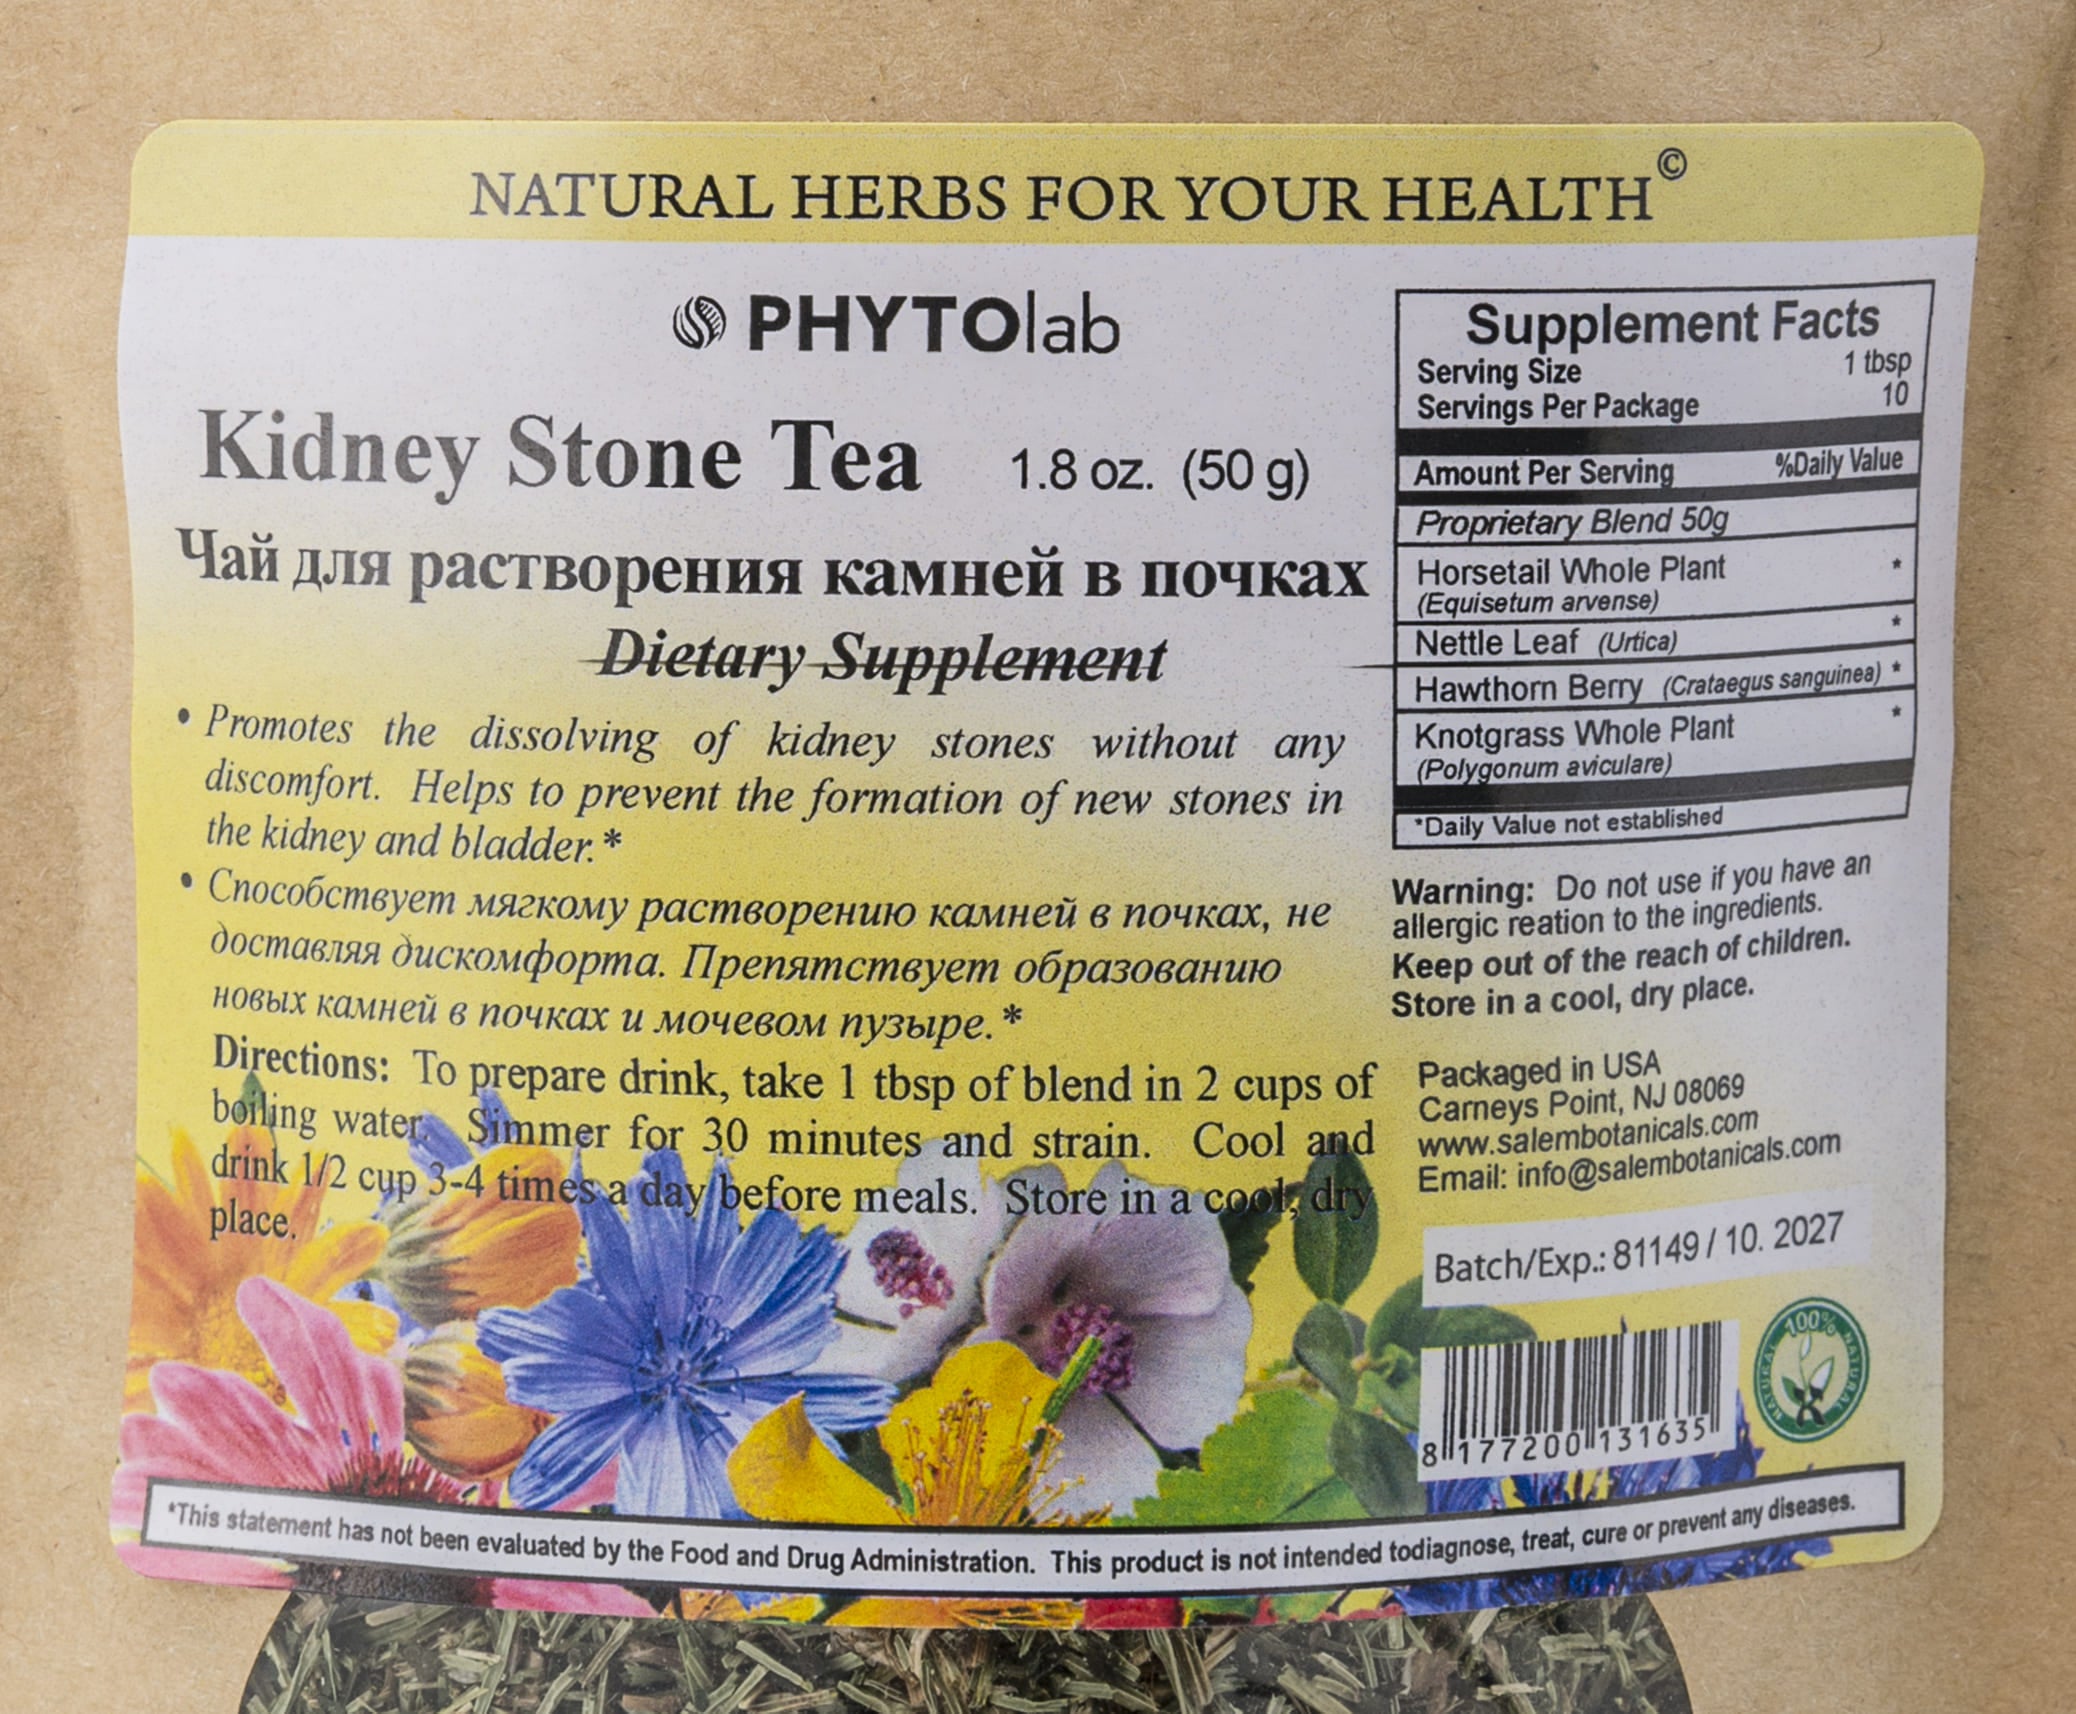 NATURAL HERBS FOR YOUR HEALTH©
PHYTOlab
Kidney Stone Tea 1.8 oz. (50 g)
Чай для растворения камней в почках
Dietary Supplement
• Promotes the dissolving of kidney stones without any
discomfort. Helps to prevent the formation of new stones in
the kidney and bladder.*
• Способствует мягкому растворению камней в почках, не
доставляя дискомфорта. Препятствует образованию
новых камней в почках и мочевом пузыре.*
Directions: To prepare drink, take 1 tbsp of blend in 2 cups of
boiling water. Simmer for 30 minutes and strain. Cool and
drink 1/2 cup 3-4 times a day before meals. Store in a cool, dry
place.
Supplement Facts
Serving Size 1 tbsp
Servings Per Package 10
Amount Per Serving %Daily Value
Proprietary Blend 50g
Horsetail Whole Plant *
(Equisetum arvense)
Nettle Leaf (Urtica) *
Hawthorn Berry (Crataegus sanguinea) *
Knotgrass Whole Plant *
(Polygonum aviculare)
*Daily Value not established
Warning: Do not use if you have an
allergic reation to the ingredients.
Keep out of the reach of children.
Store in a cool, dry place.
Packaged in USA
Carneys Point, NJ 08069
www.salembotanicals.com
Email: info@salembotanicals.com
Batch/Exp.: 81149 / 10. 2027
8 177200 131635
100% NATURAL NATURAL
*This statement has not been evaluated by the Food and Drug Administration. This product is not intended todiagnose, treat, cure or prevent any diseases.